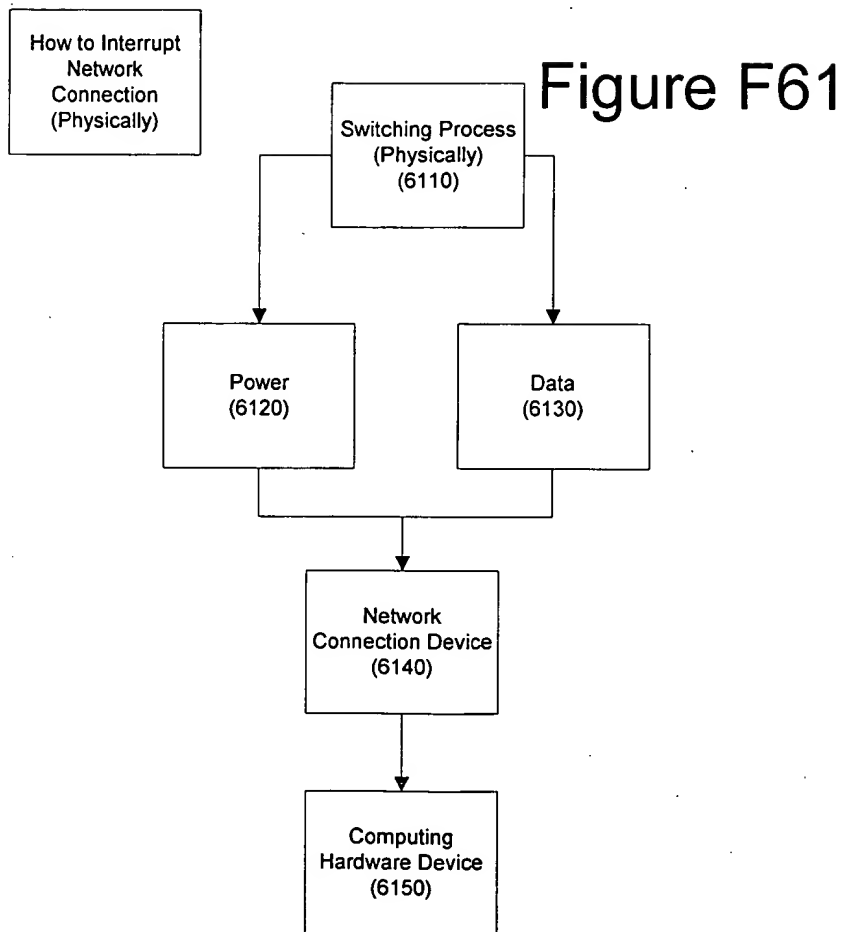 How to Interrupt
Network
Connection
(Physically)
Figure F61
Switching Process
(Physically)
(6110)
Power
(6120)
Data
(6130)
Network
Connection Device
(6140)
Computing
Hardware Device
(6150)